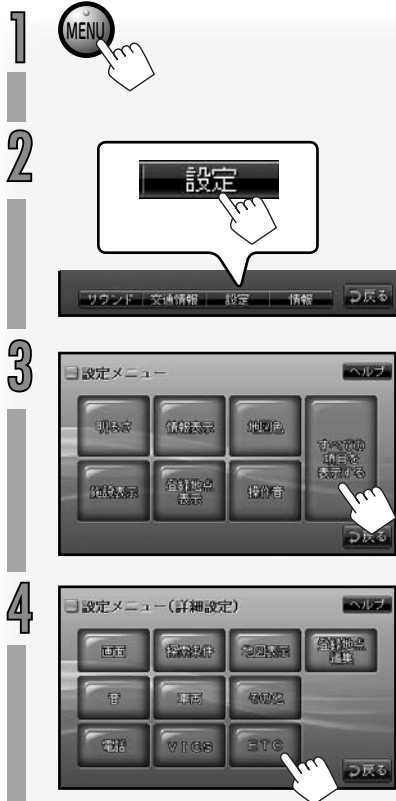 1
MENU
2
設定
サウンド 交通情報 設定 情報 戻る
3
設定メニュー ヘルプ
明るさ 情報表示 地図色 すべての
項目を
表示する
施設表示 登録地点
表示 操作音
戻る
4
設定メニュー(詳細設定) ヘルプ
画面 探索条件 地図表示 登録地点
編集
音 車両 その他
電話 VICS ETC
戻る